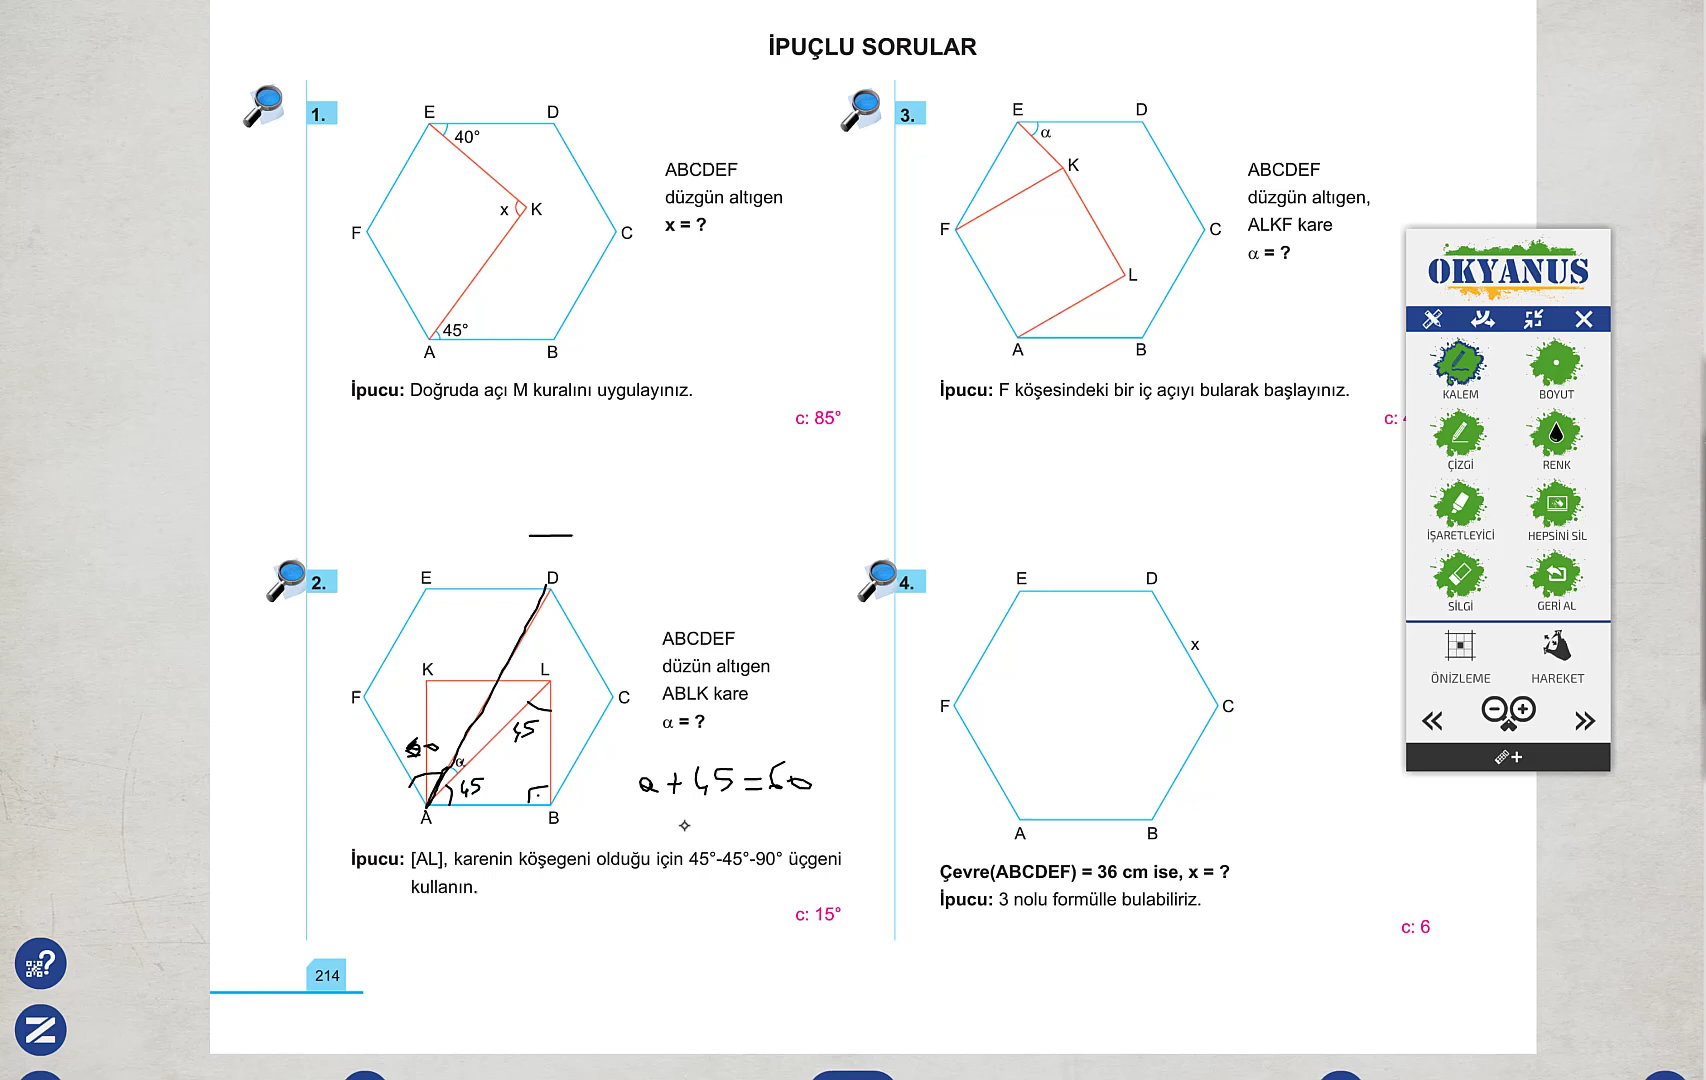 İPUÇLU SORULAR
1.
E
D
40°
x
K
F
C
45°
A
B
ABCDEF
düzgün altıgen
x = ?
İpucu: Doğruda açı M kuralını uygulayınız.
c: 85°
2.
E
D
K
L
F
C
45
60
α
45
A
B
ABCDEF
düzün altıgen
ABLK kare
α = ?
α + 45 = 60
İpucu: [AL], karenin köşegeni olduğu için 45°-45°-90° üçgeni
kullanın.
c: 15°
214
3.
E
D
α
K
F
C
L
A
B
ABCDEF
düzgün altıgen,
ALKF kare
α = ?
İpucu: F köşesindeki bir iç açıyı bularak başlayınız.
c:
4.
E
D
x
F
C
A
B
Çevre(ABCDEF) = 36 cm ise, x = ?
İpucu: 3 nolu formülle bulabiliriz.
c: 6
OKYANUS
KALEM
BOYUT
ÇİZGİ
RENK
İŞARETLEYİCİ
HEPSİNİ SİL
SİLGİ
GERİ AL
ÖNİZLEME
HAREKET